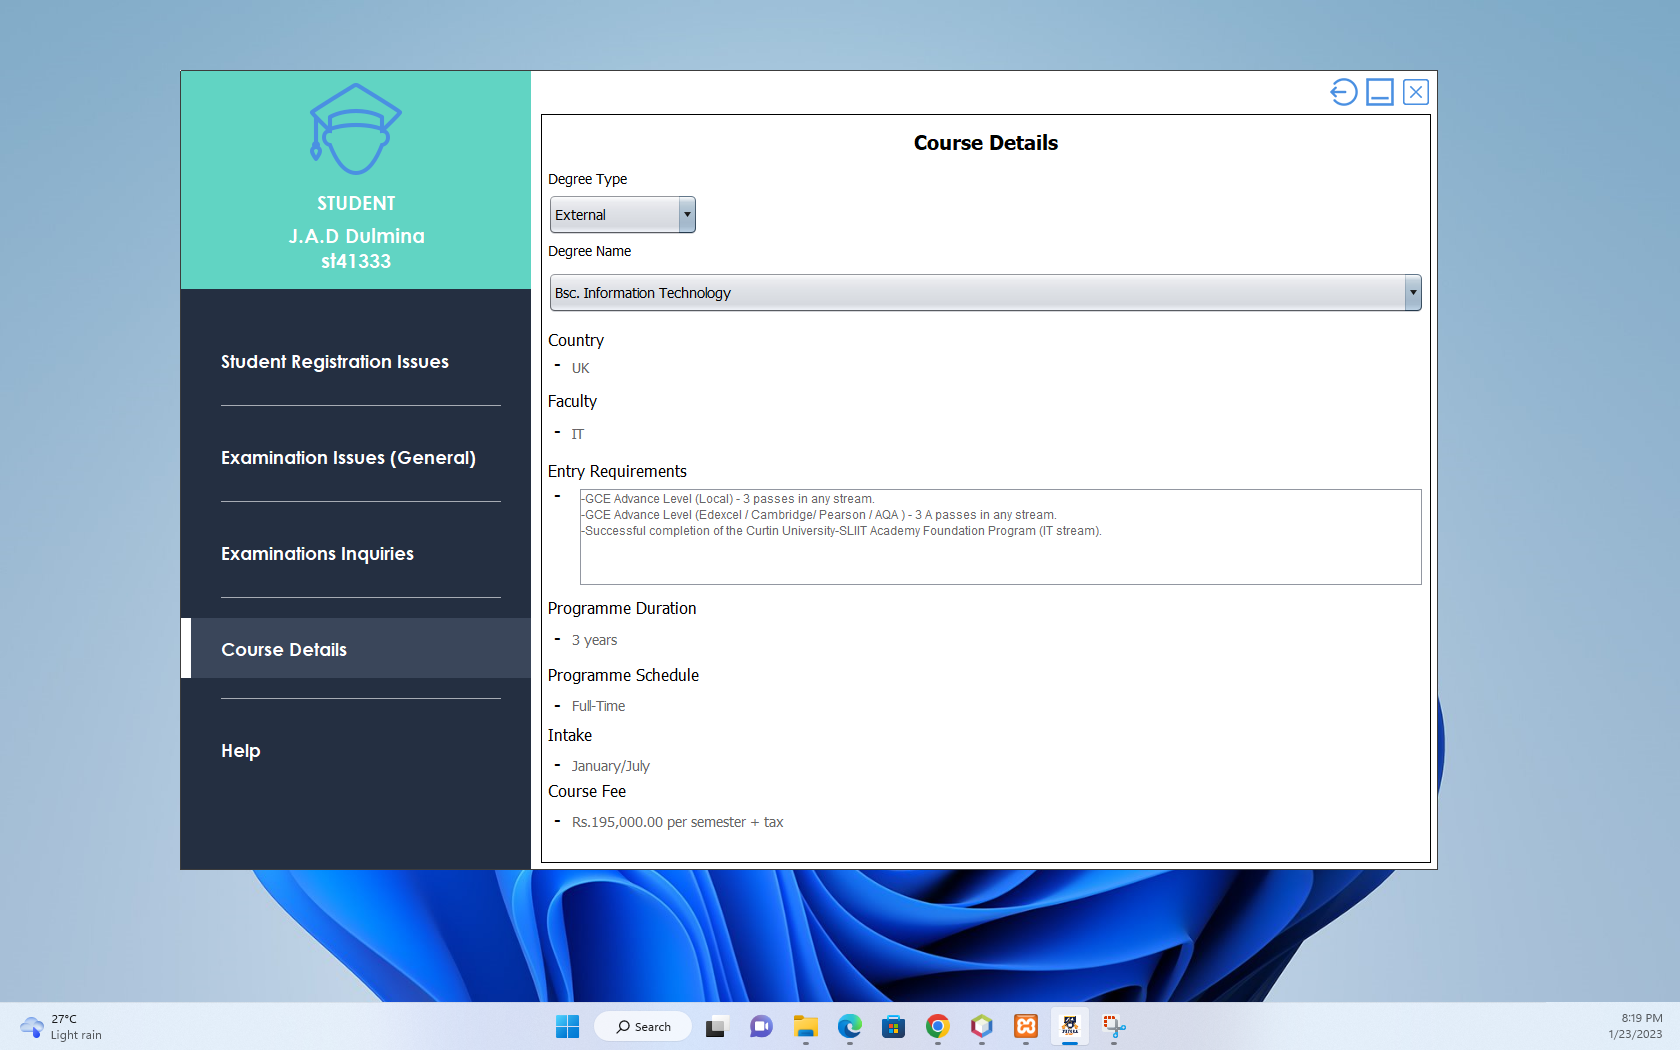 STUDENT
J.A.D Dulmina
st41333
Student Registration Issues
Examination Issues (General)
Examinations Inquiries
Course Details
Help
Course Details
Degree Type
External
Degree Name
Bsc. Information Technology
Country
- UK
Faculty
- IT
Entry Requirements
- -GCE Advance Level (Local) - 3 passes in any stream.
-GCE Advance Level (Edexcel / Cambridge/ Pearson / AQA ) - 3 A passes in any stream.
-Successful completion of the Curtin University-SLIIT Academy Foundation Program (IT stream).
Programme Duration
- 3 years
Programme Schedule
- Full-Time
Intake
- January/July
Course Fee
- Rs.195,000.00 per semester + tax
27°C
Light rain
Search
8:19 PM
1/23/2023